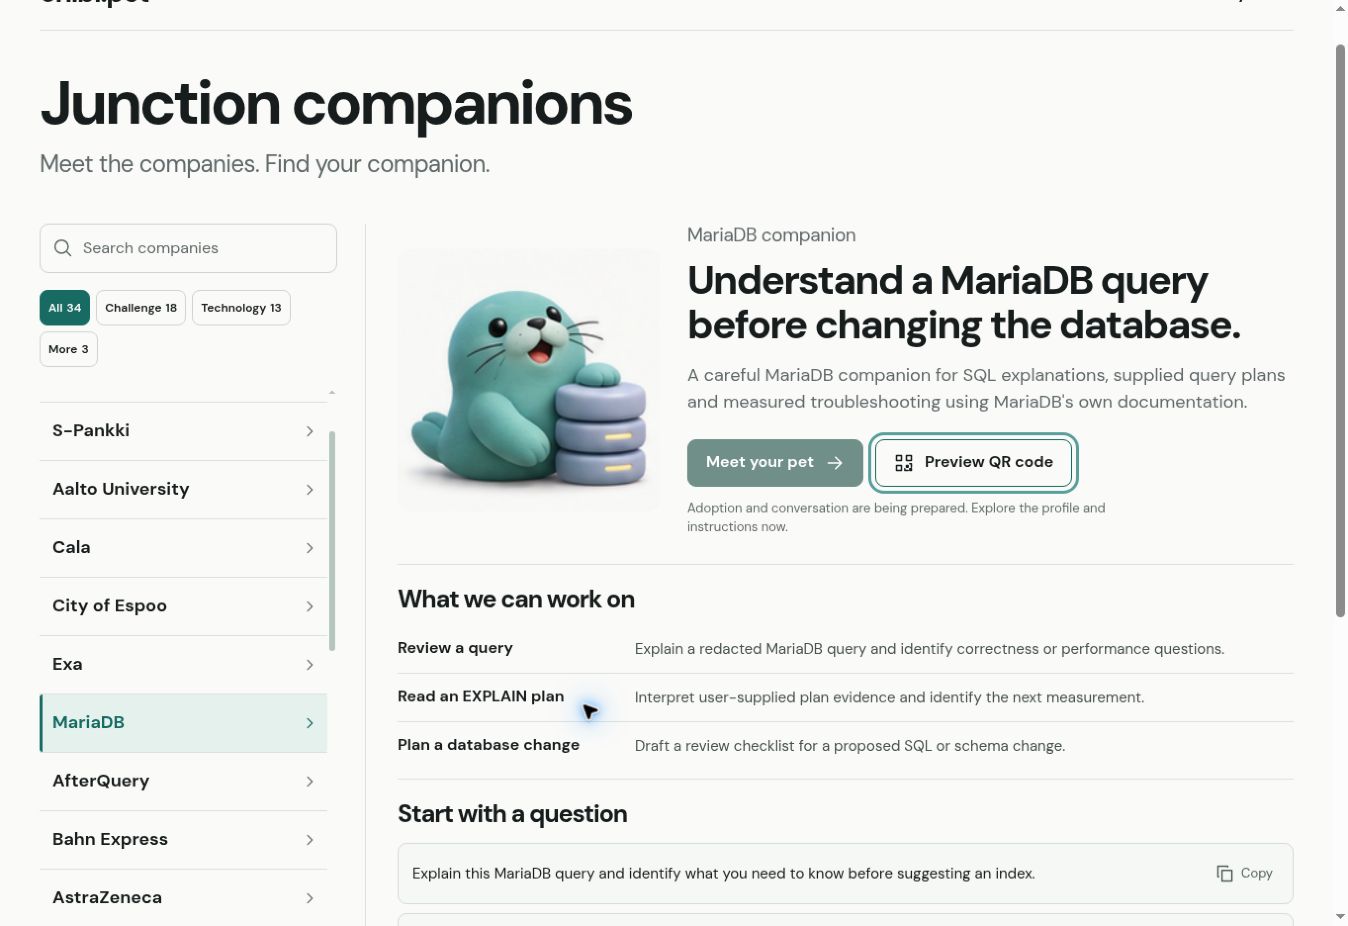 Junction companions
Meet the companies. Find your companion.
Search companies
All 34
Challenge 18
Technology 13
More 3
S-Pankki
Aalto University
Cala
City of Espoo
Exa
MariaDB
AfterQuery
Bahn Express
AstraZeneca
MariaDB companion
Understand a MariaDB query
before changing the database.
A careful MariaDB companion for SQL explanations, supplied query plans
and measured troubleshooting using MariaDB's own documentation.
Meet your pet
Preview QR code
Adoption and conversation are being prepared. Explore the profile and
instructions now.
What we can work on
Review a query
Explain a redacted MariaDB query and identify correctness or performance questions.
Read an EXPLAIN plan
Interpret user-supplied plan evidence and identify the next measurement.
Plan a database change
Draft a review checklist for a proposed SQL or schema change.
Start with a question
Explain this MariaDB query and identify what you need to know before suggesting an index.
Copy